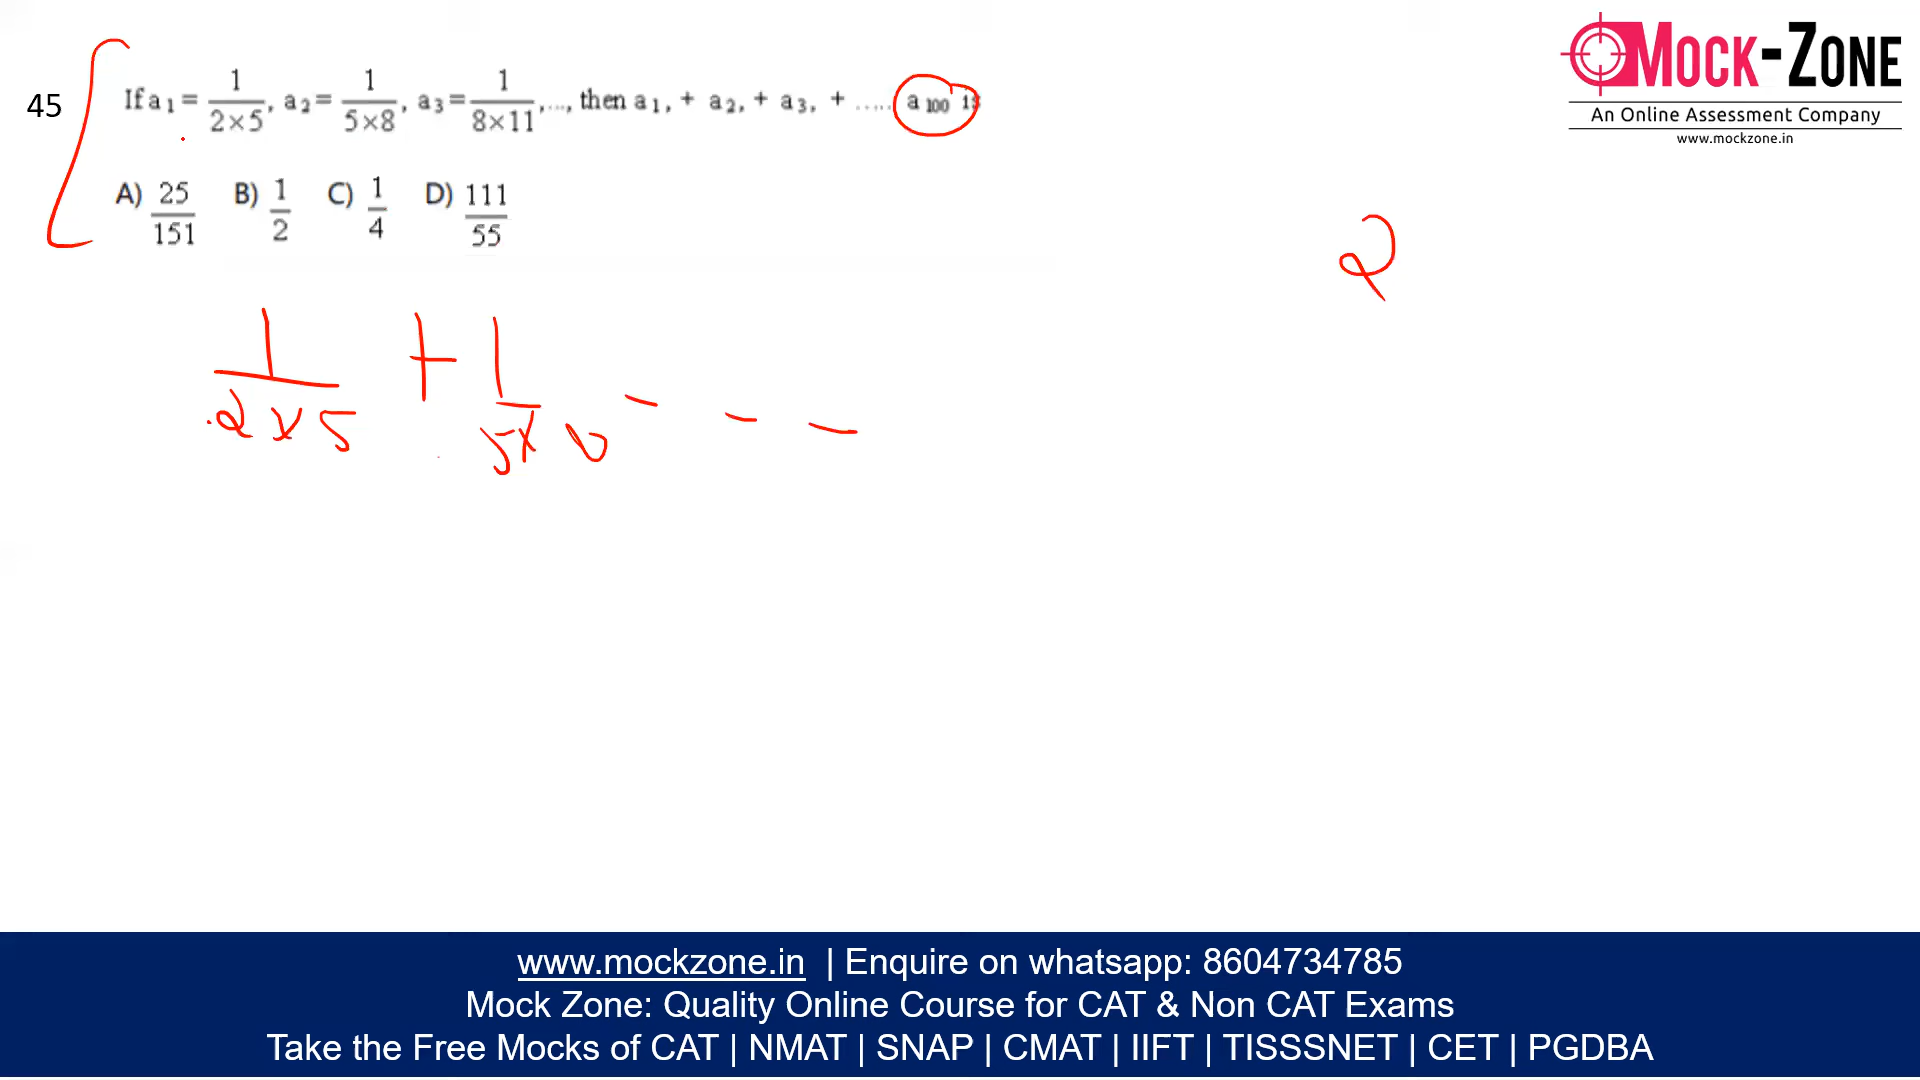 MOCK-ZONE
An Online Assessment Company
www.mockzone.in
45 If a₁ = 1/(2×5), a₂ = 1/(5×8), a₃ = 1/(8×11),..., then a₁, + a₂, + a₃, + ..... a₁₀₀ is
A) 25/151 B) 1/2 C) 1/4 D) 111/55
2
1/(2×5) + 1/(5×8) - - -
www.mockzone.in | Enquire on whatsapp: 8604734785
Mock Zone: Quality Online Course for CAT & Non CAT Exams
Take the Free Mocks of CAT | NMAT | SNAP | CMAT | IIFT | TISSSNET | CET | PGDBA